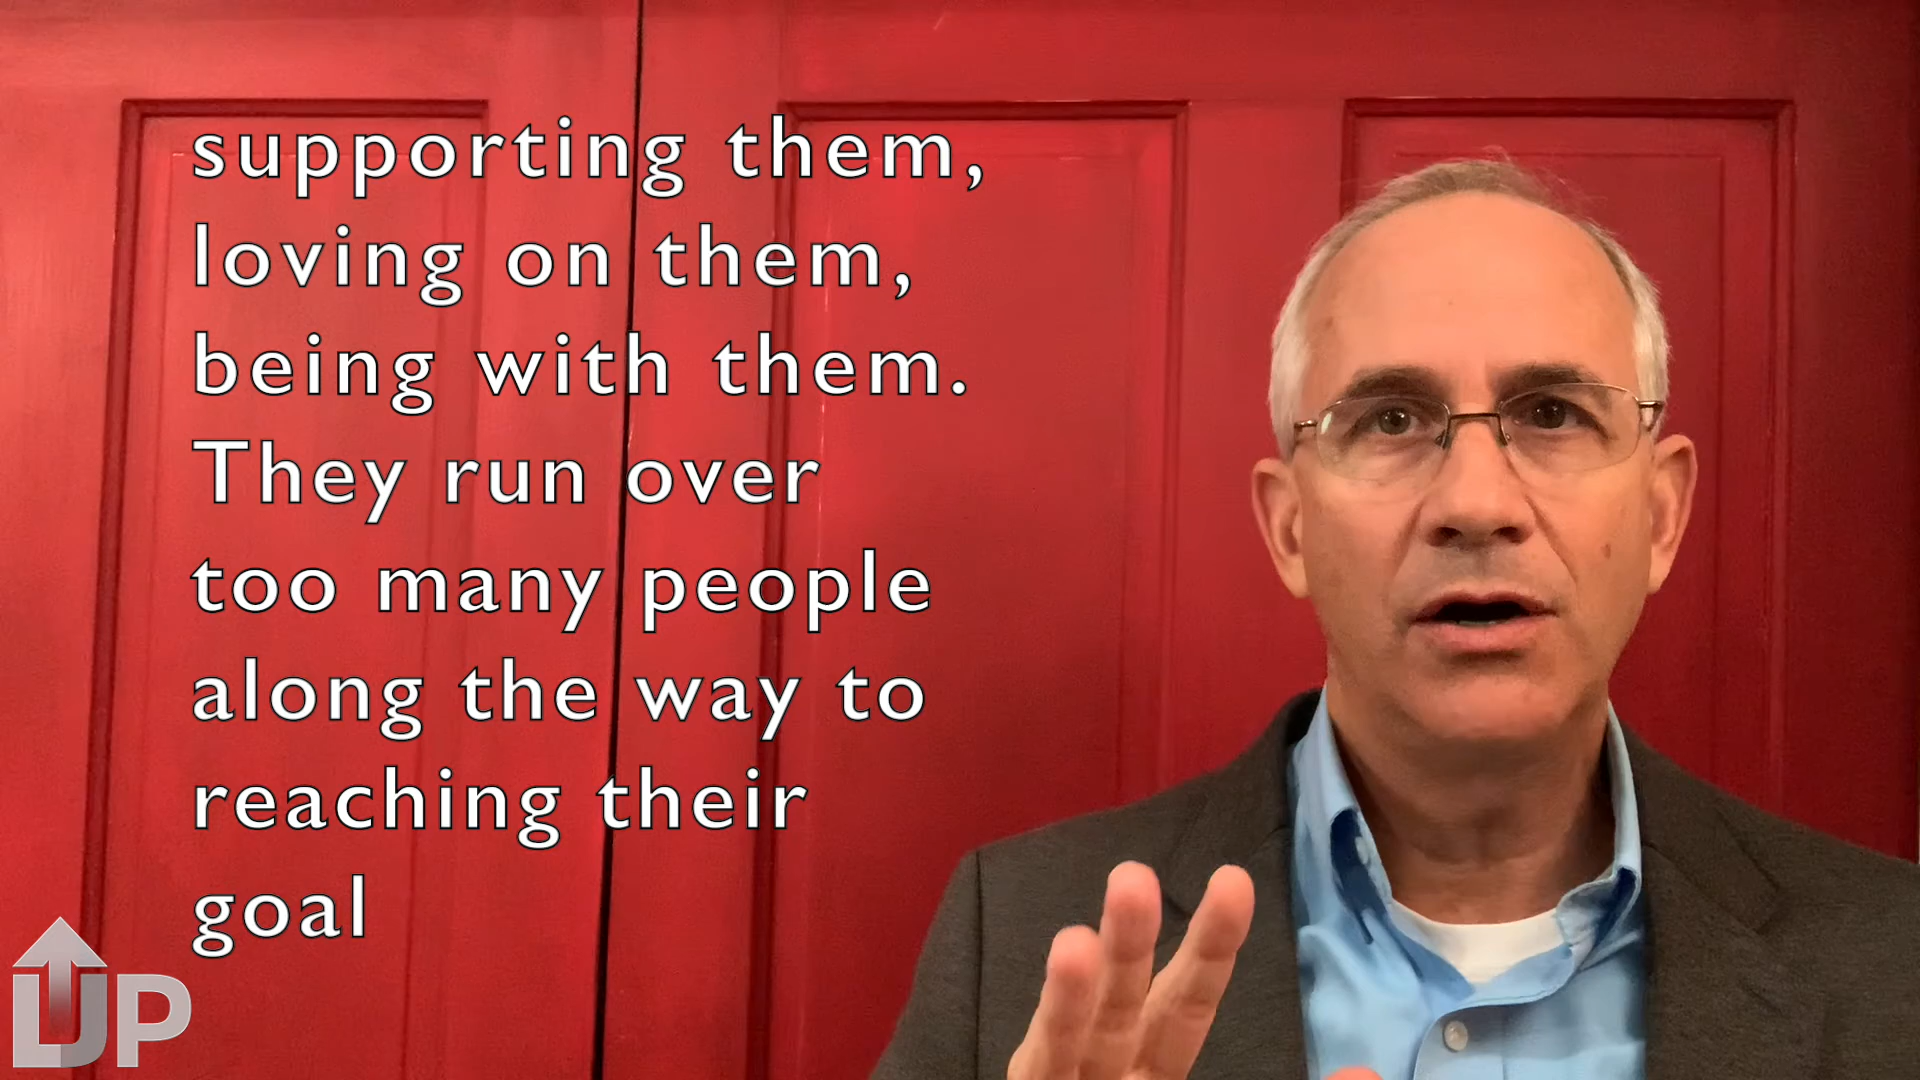 supporting them,
loving on them,
being with them.
They run over
too many people
along the way to
reaching their
goal
UP